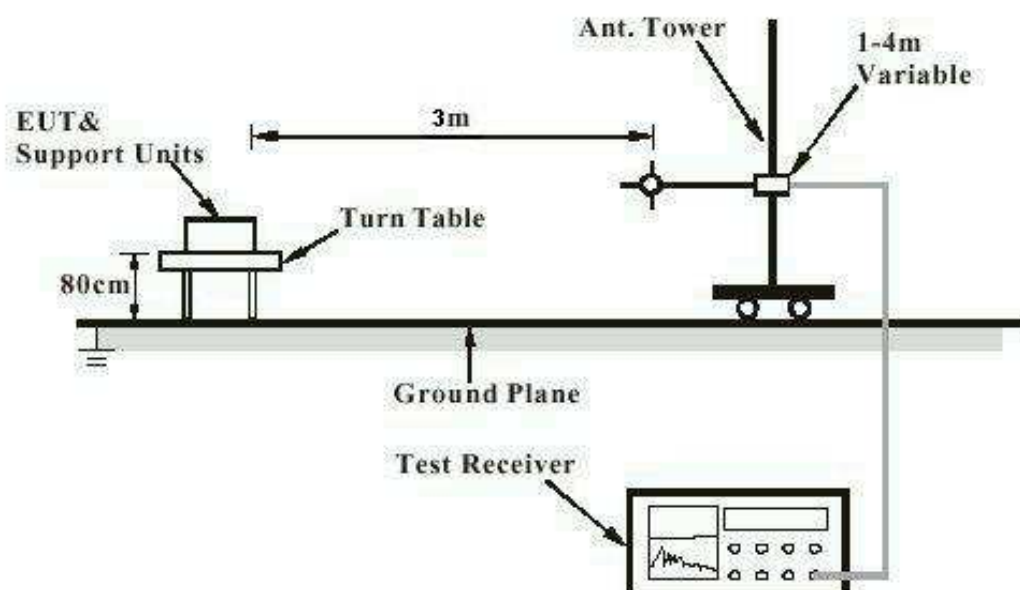 Ant. Tower
1-4m
Variable
3m
EUT&
Support Units
Turn Table
80cm
Ground Plane
Test Receiver